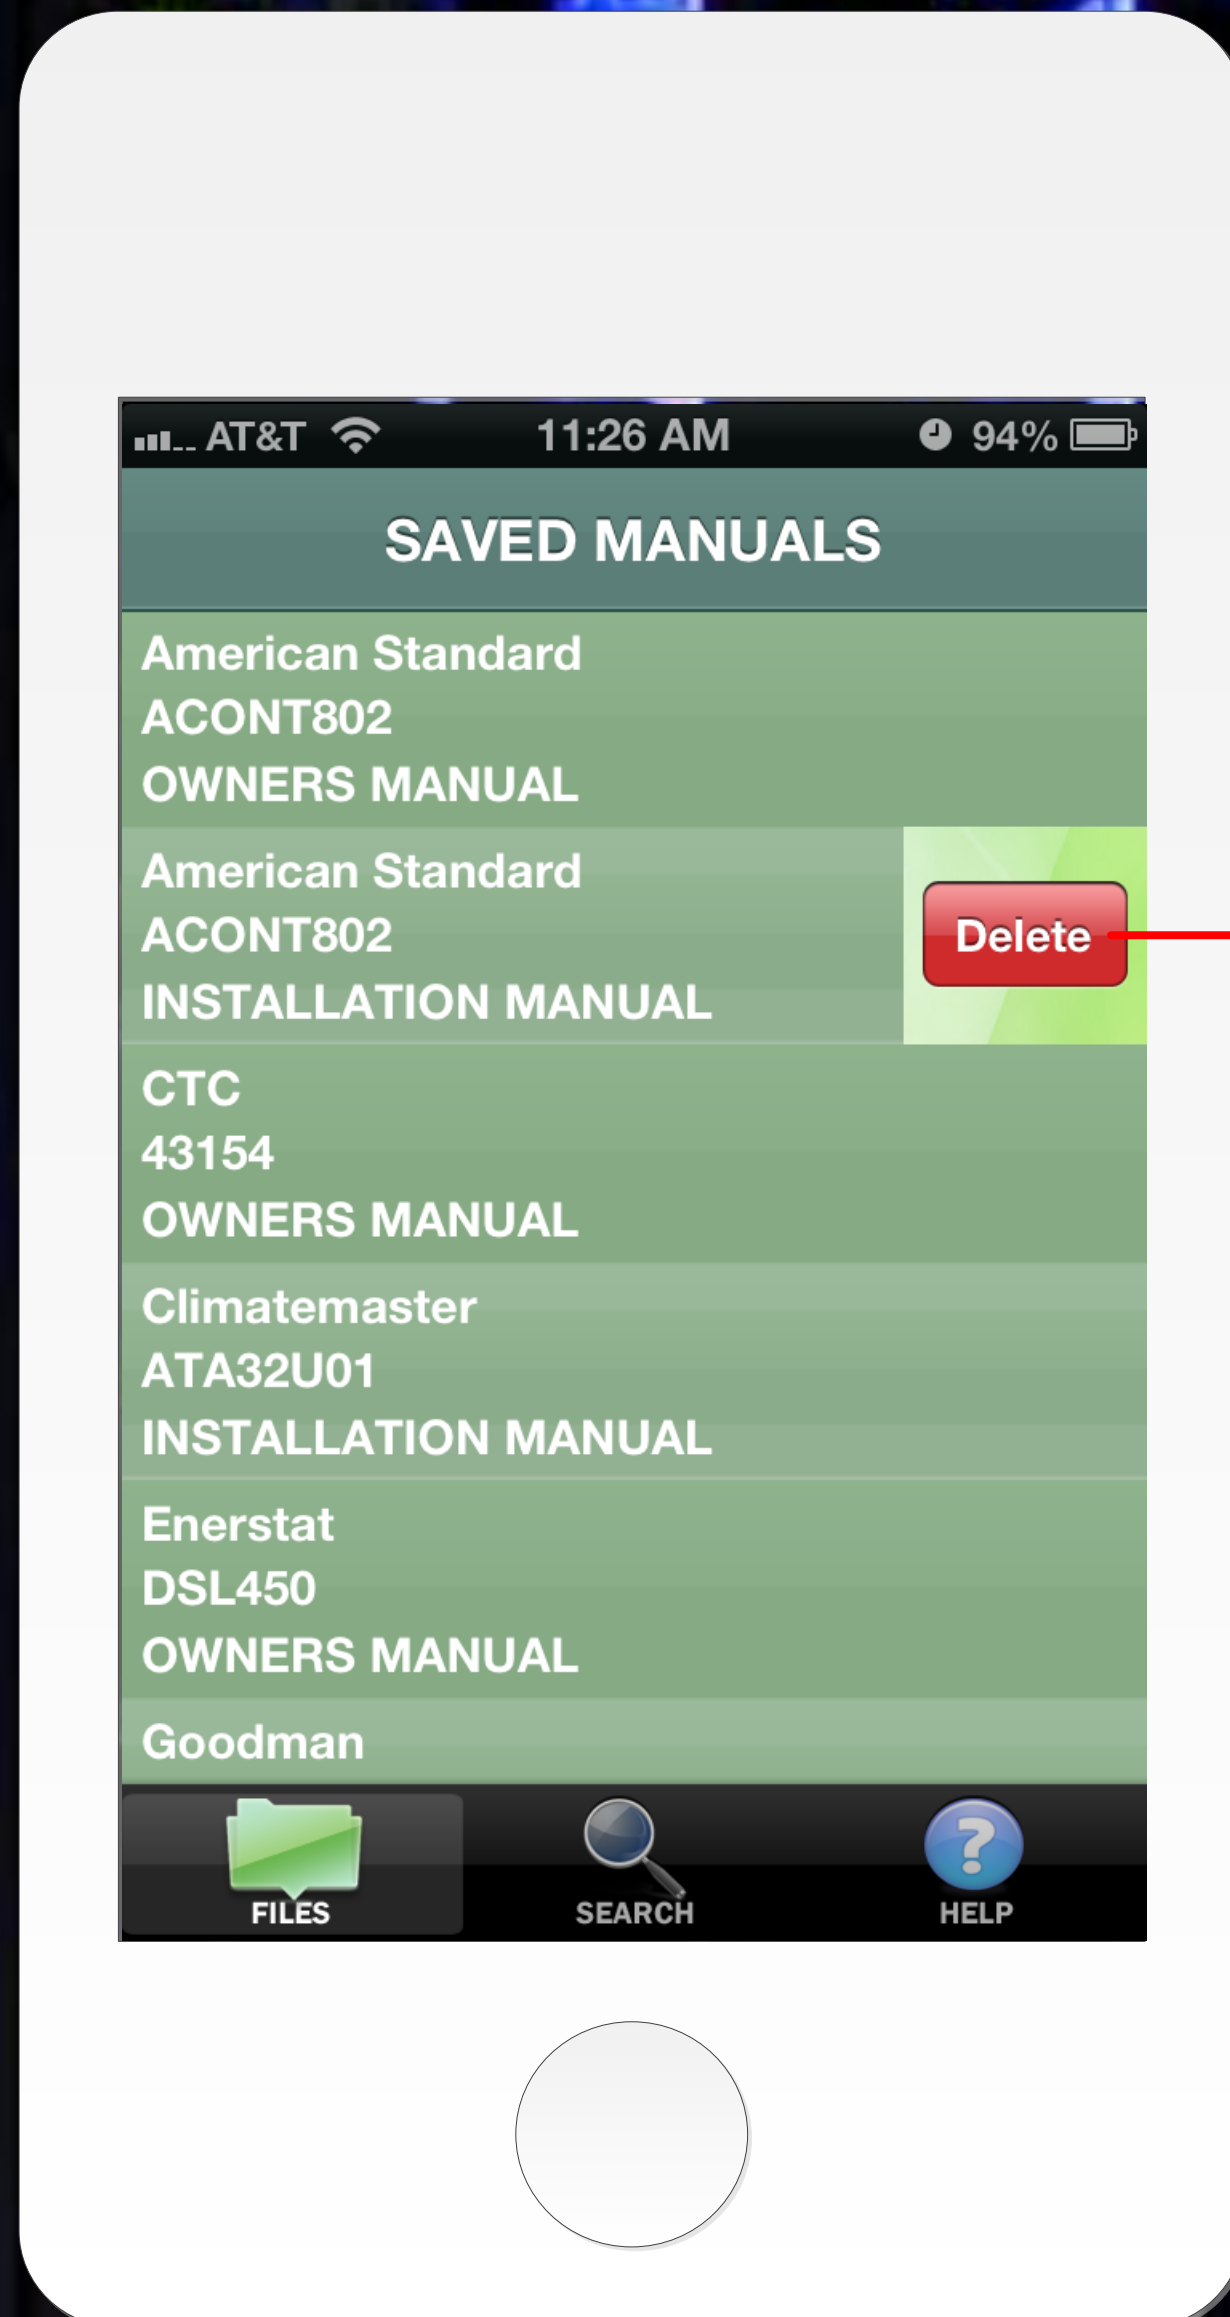 AT&T 11:26 AM 94%
SAVED MANUALS
American Standard
ACONT802
OWNERS MANUAL
American Standard
ACONT802
INSTALLATION MANUAL
Delete
CTC
43154
OWNERS MANUAL
Climatemaster
ATA32U01
INSTALLATION MANUAL
Enerstat
DSL450
OWNERS MANUAL
Goodman
FILES SEARCH HELP